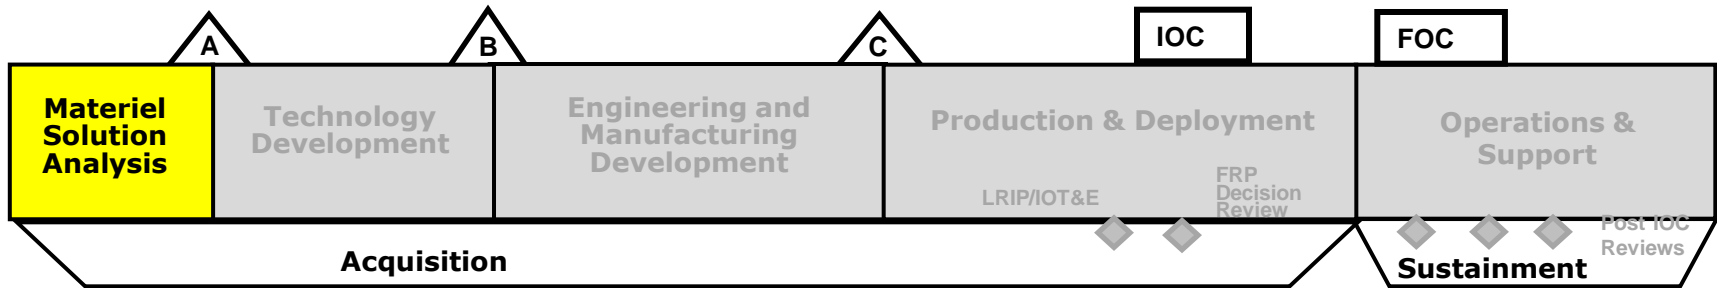 A
B
C
IOC
FOC
Materiel
Solution
Analysis
Technology
Development
Engineering and
Manufacturing
Development
Production & Deployment
LRIP/IOT&E
FRP
Decision
Review
Operations &
Support
Post IOC
Reviews
Acquisition
Sustainment